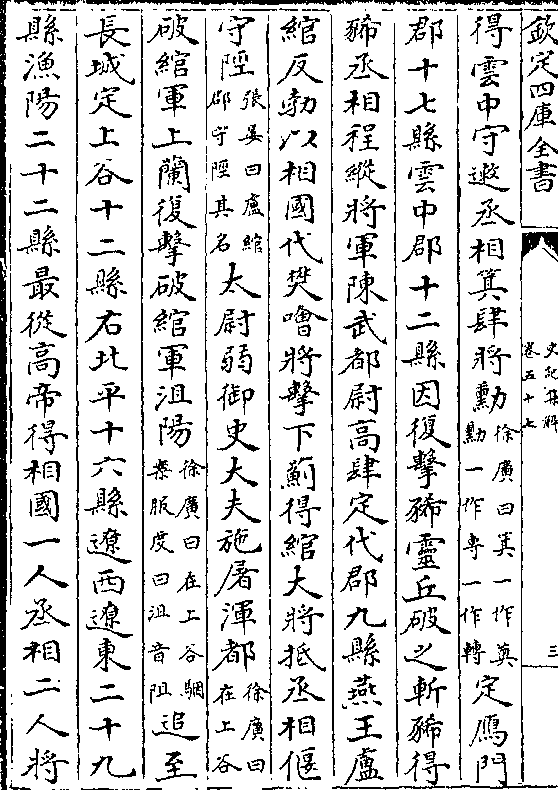 欽定四庫全書
史記集解
卷五十七
三
得雲中守遬丞相箕肆將勳徐廣曰箕一作薁勳一作專一作轉定鴈門
郡十七縣雲中郡十二縣因復擊豨靈丘破之斬豨得
豨丞相程縱將軍陳武都尉高肆定代郡九縣燕王盧
綰反勃以相國代樊噲將擊下薊得綰大將抵丞相偃
守陘張晏曰盧綰郡守陘其名太尉弱御史大夫施屠渾都徐廣曰在上谷
破綰軍上蘭復擊破綰軍沮陽徐廣曰在上谷駰案服虔曰沮音阻追至
長城定上谷十二縣右北平十六縣遼西遼東二十九
縣漁陽二十二縣最從高帝得相國一人丞相二人將